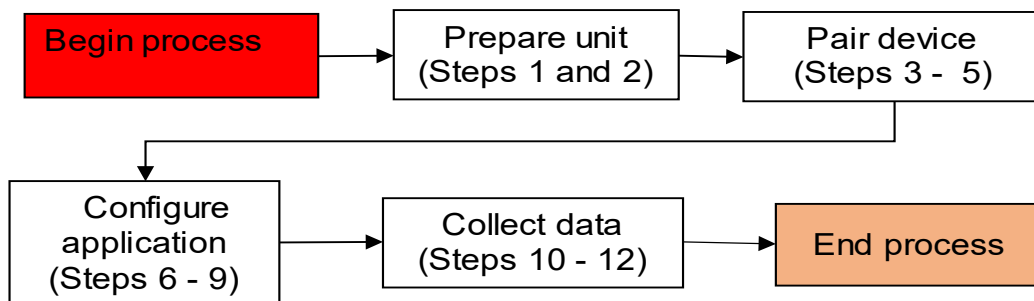 Begin process
Prepare unit
(Steps 1 and 2)
Pair device
(Steps 3 - 5)
Configure
application
(Steps 6 - 9)
Collect data
(Steps 10 - 12)
End process